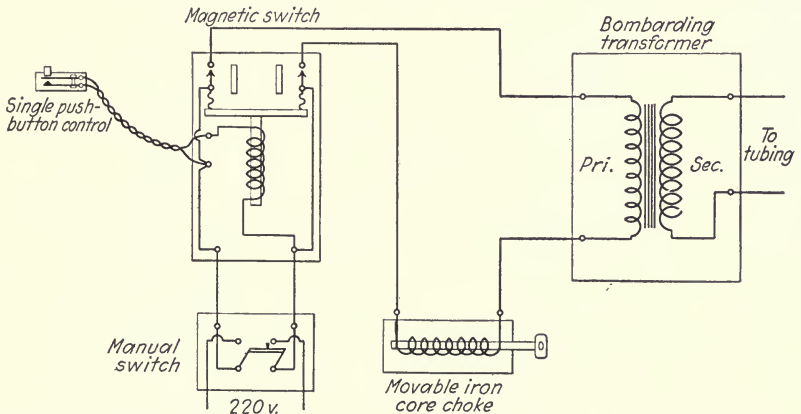 Magnetic switch
Bombarding
transformer
Single push-
button control
Pri.
Sec.
To
tubing
Manual
switch
220 v.
Movable iron
core choke